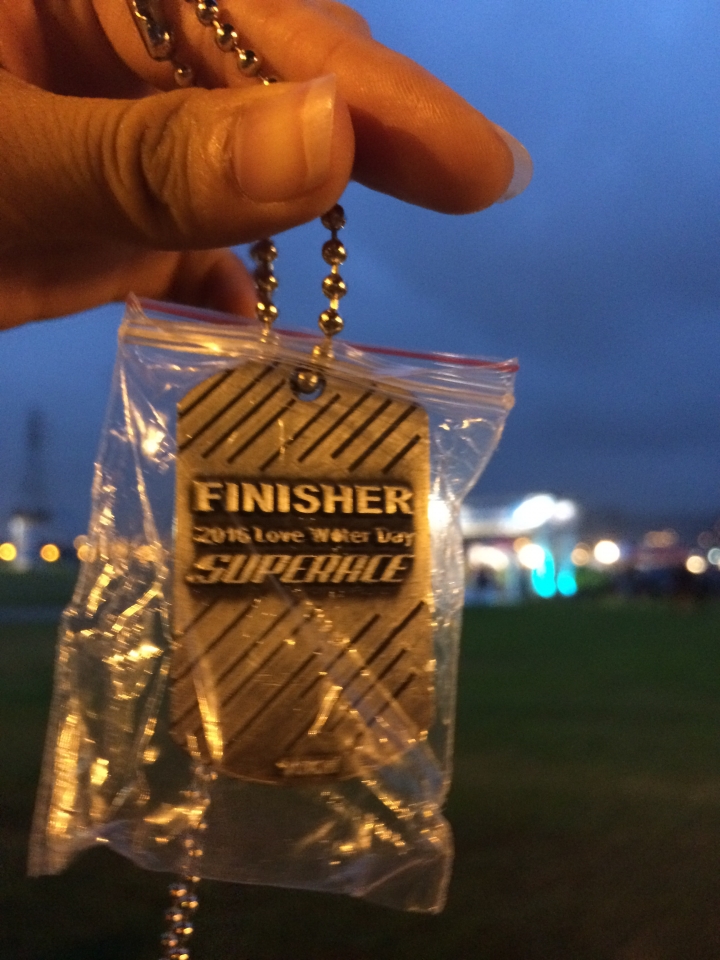 FINISHER
2016 Love Water Day
SUPERACE